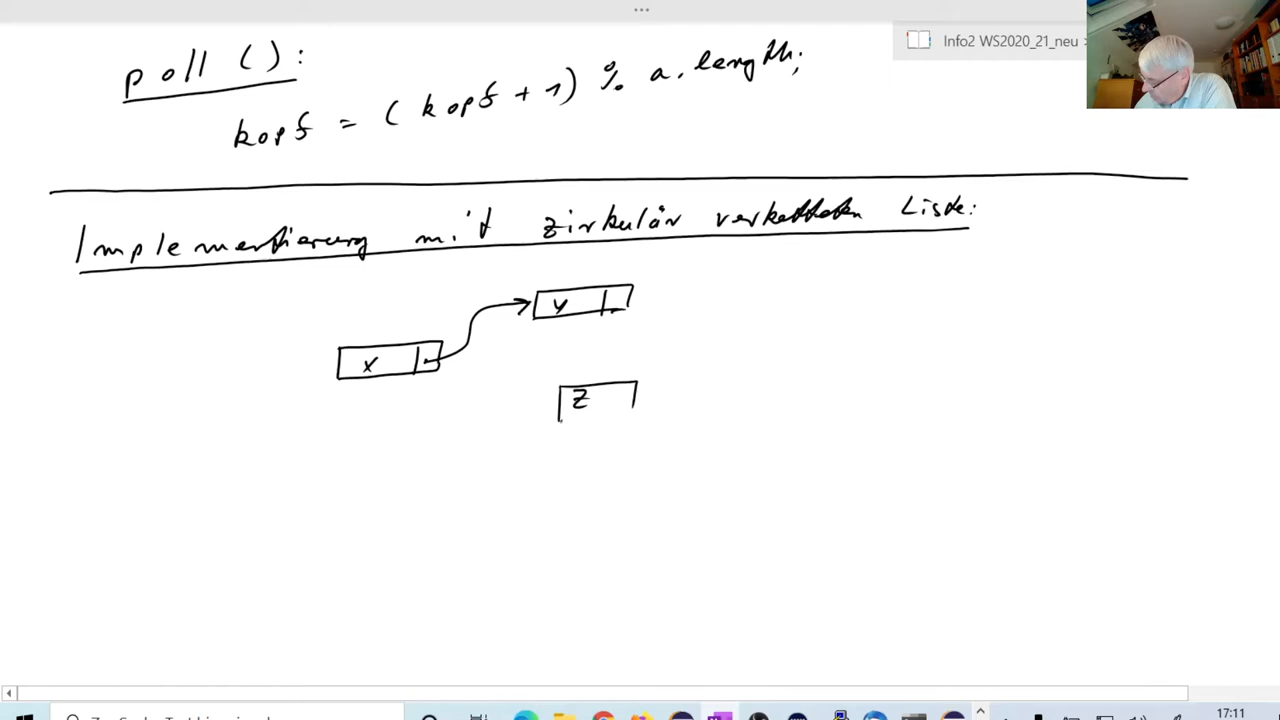 Info2 WS2020_21_neu >
poll ():
kopf = (kopf + 1) % a.length;
Implementierung mit zirkulär verketteten Liste:
y
x
z
17:11